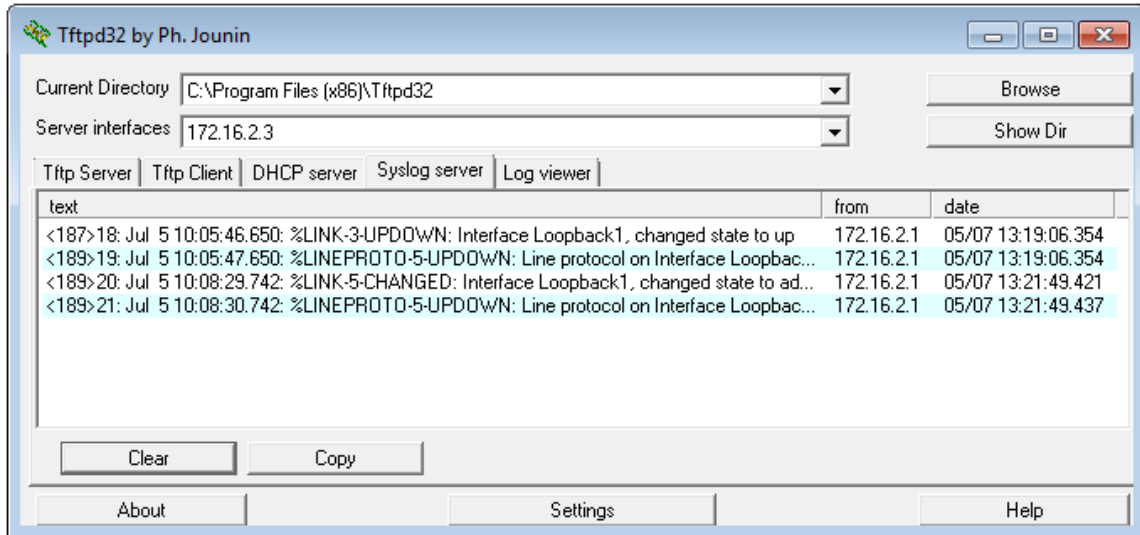 Tftpd32 by Ph. Jounin
Current Directory C:\Program Files (x86)\Tftpd32 Browse
Server interfaces 172.16.2.3 Show Dir
Tftp Server Tftp Client DHCP server Syslog server Log viewer
text from date
<187>18: Jul 5 10:05:46.650: %LINK-3-UPDOWN: Interface Loopback1, changed state to up 172.16.2.1 05/07 13:19:06.354
<189>19: Jul 5 10:05:47.650: %LINEPROTO-5-UPDOWN: Line protocol on Interface Loopbac... 172.16.2.1 05/07 13:19:06.354
<189>20: Jul 5 10:08:29.742: %LINK-5-CHANGED: Interface Loopback1, changed state to ad... 172.16.2.1 05/07 13:21:49.421
<189>21: Jul 5 10:08:30.742: %LINEPROTO-5-UPDOWN: Line protocol on Interface Loopbac... 172.16.2.1 05/07 13:21:49.437
Clear Copy
About Settings Help